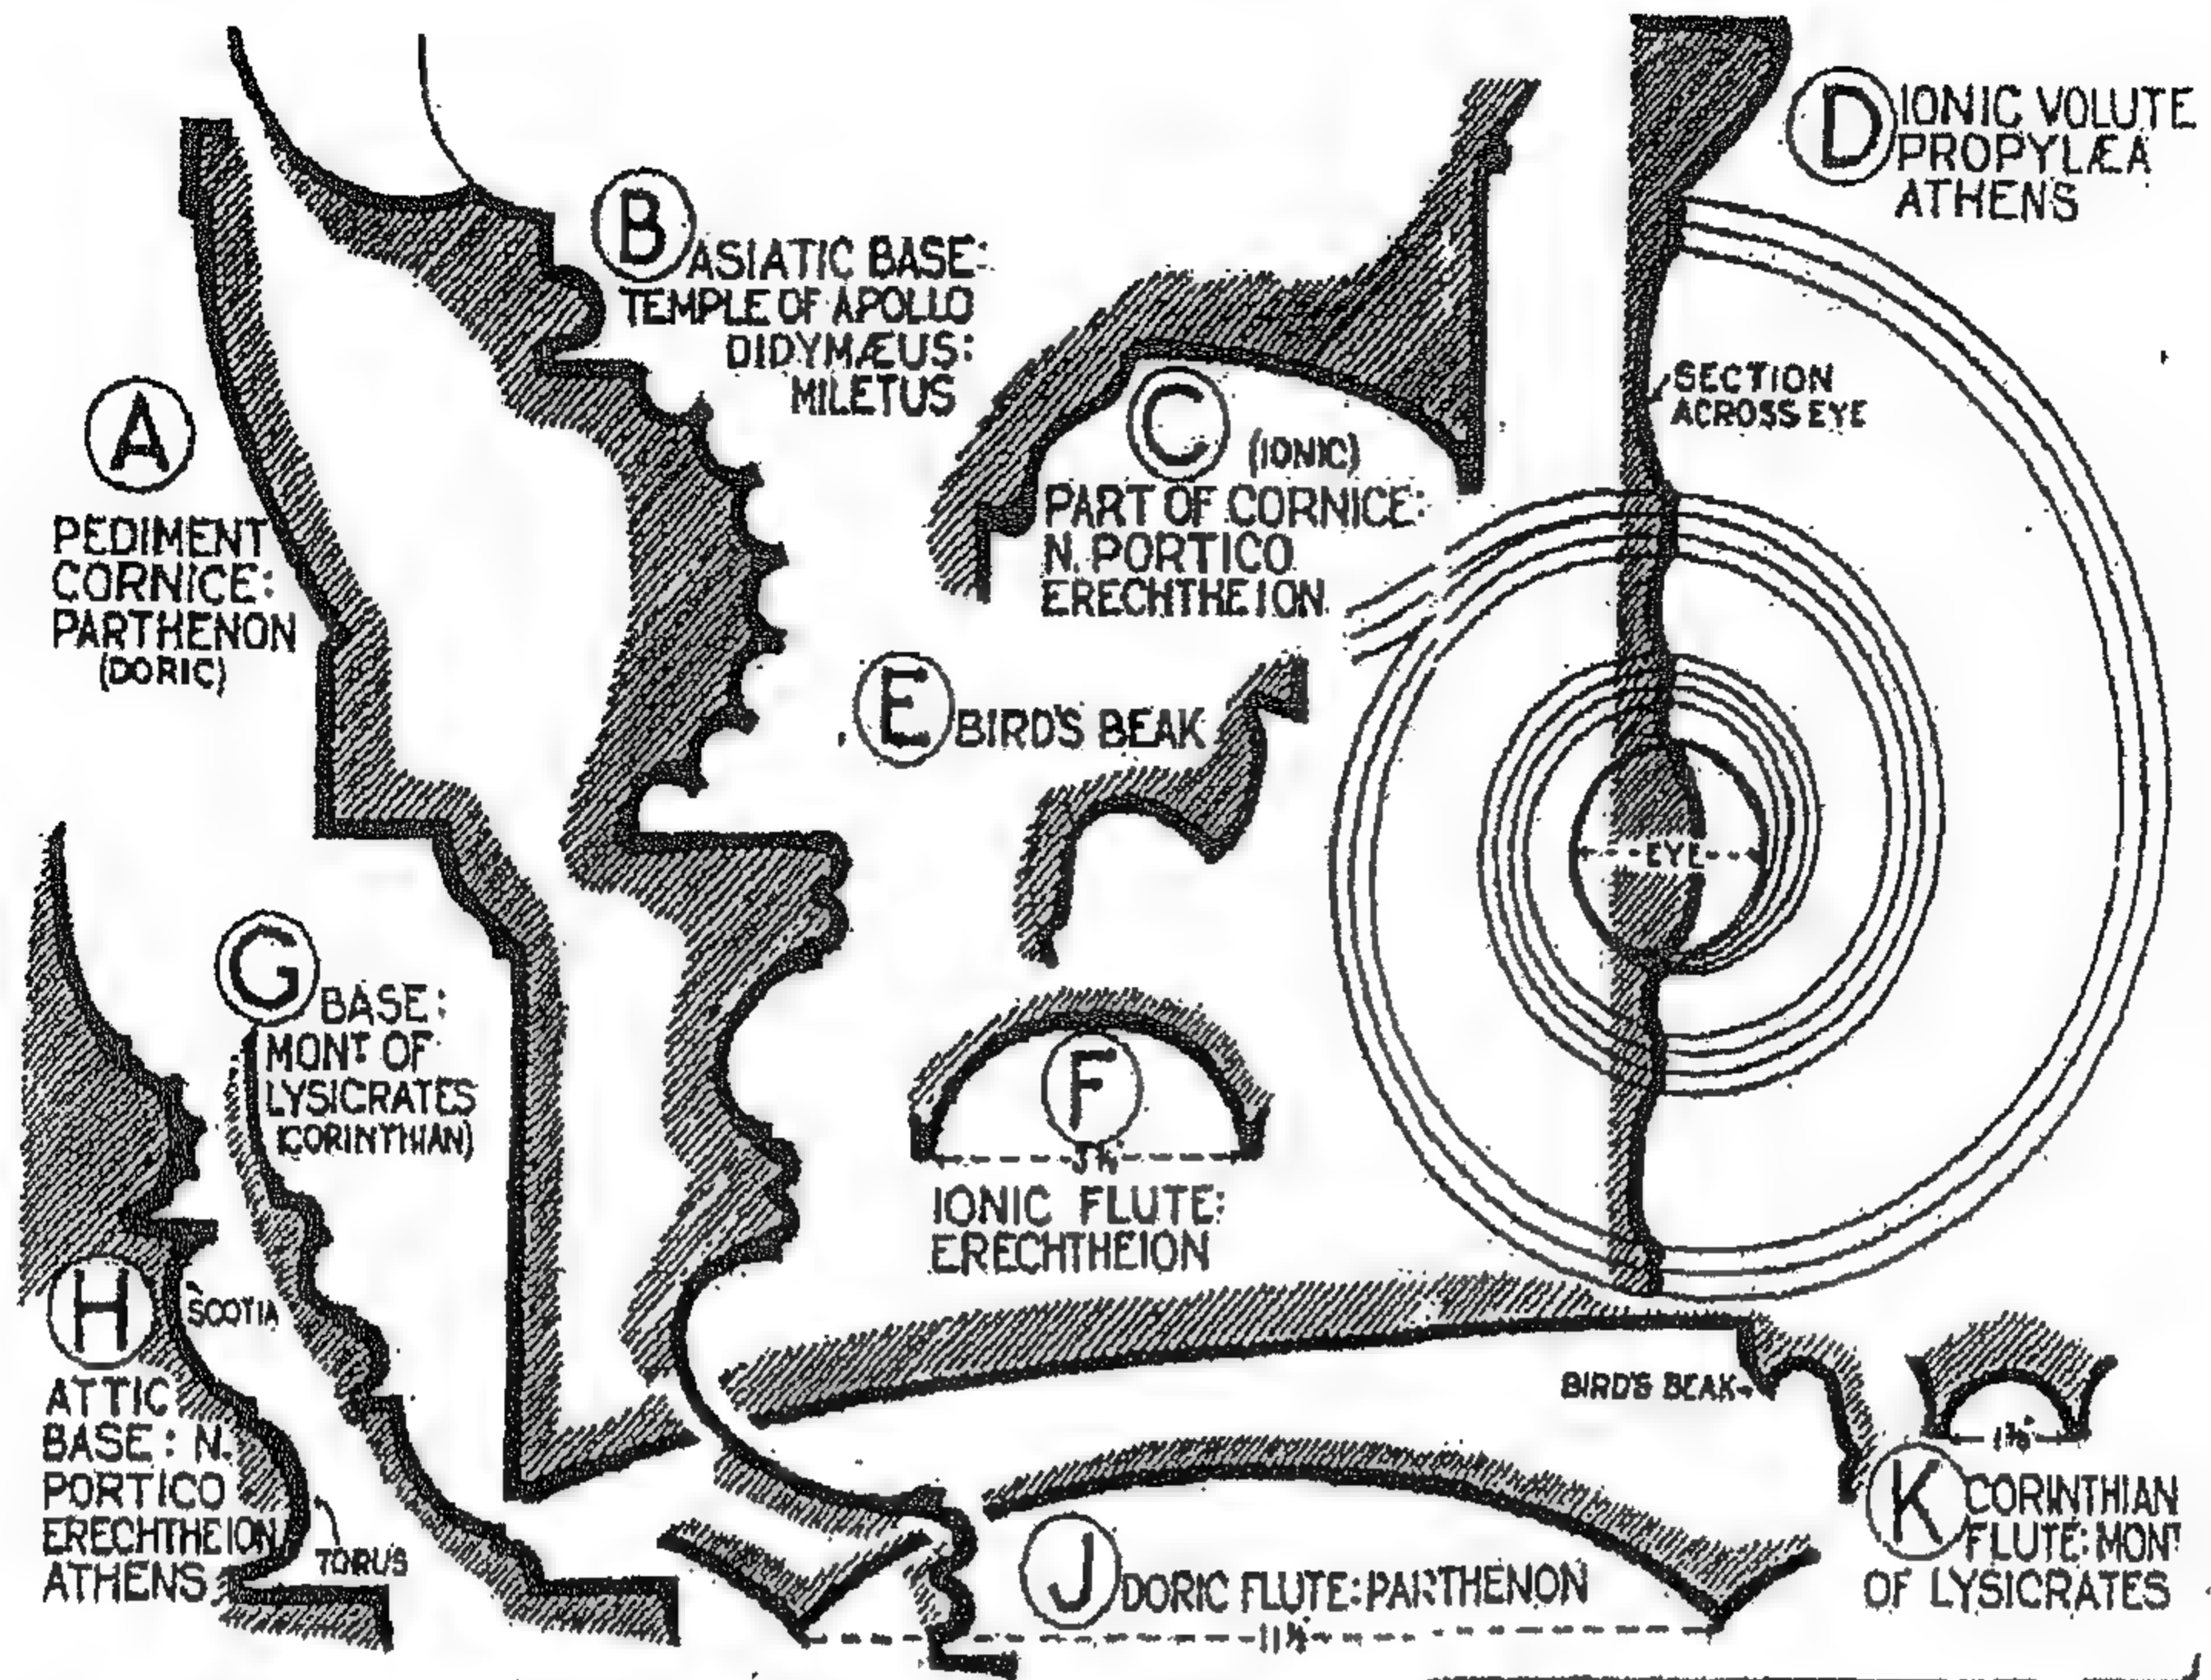 A
PEDIMENT
CORNICE:
PARTHENON
(DORIC)
B
ASIATIC BASE:
TEMPLE OF APOLLO
DIDYMÆUS:
MILETUS
C
(IONIC)
PART OF CORNICE:
N. PORTICO
ERECHTHEION
D
IONIC VOLUTE
PROPYLÆA
ATHENS
SECTION
ACROSS EYE
EYE
E
BIRD'S BEAK
F
IONIC FLUTE:
ERECHTHEION
G
BASE:
MONT OF
LYSICRATES
(CORINTHIAN)
H
SCOTIA
ATTIC
BASE: N.
PORTICO
ERECHTHEION
ATHENS
TORUS
BIRD'S BEAK
J
DORIC FLUTE: PARTHENON
K
CORINTHIAN
FLUTE: MONT
OF LYSICRATES